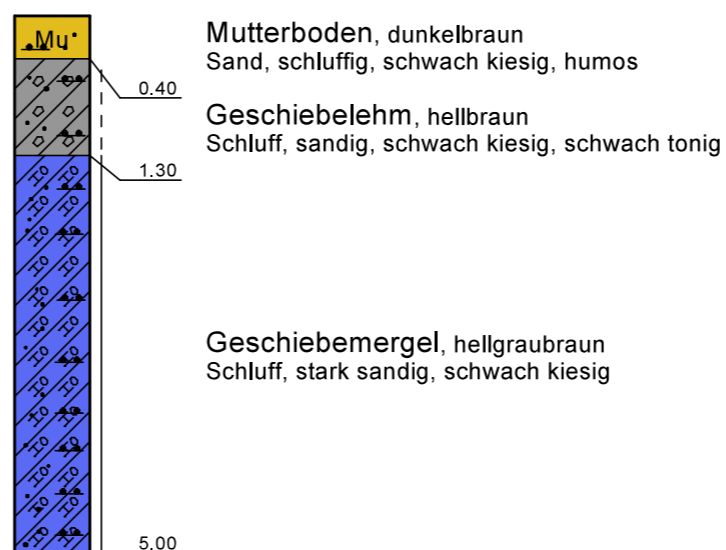 Mu
Mutterboden, dunkelbraun
Sand, schluffig, schwach kiesig, humos
0.40
Geschiebelehm, hellbraun
Schluff, sandig, schwach kiesig, schwach tonig
1.30
Geschiebemergel, hellgraubraun
Schluff, stark sandig, schwach kiesig
5.00